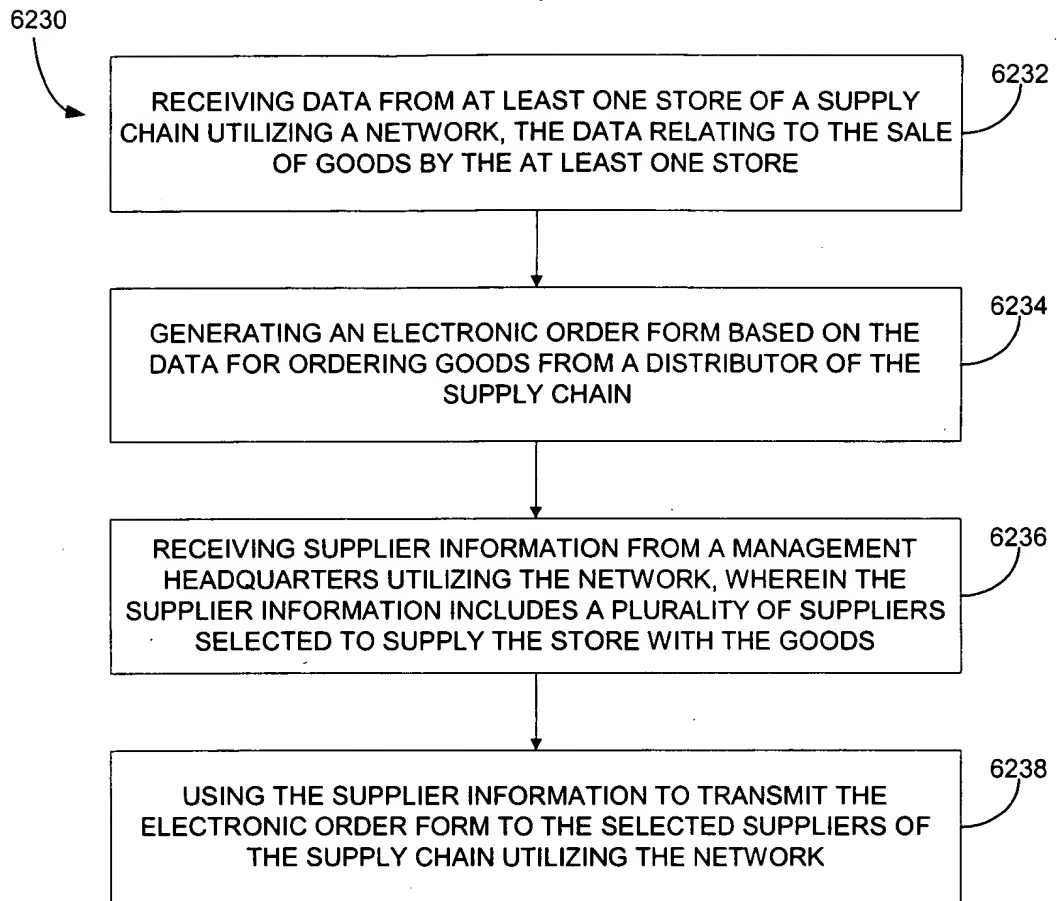 6230
6232
RECEIVING DATA FROM AT LEAST ONE STORE OF A SUPPLY
CHAIN UTILIZING A NETWORK, THE DATA RELATING TO THE SALE
OF GOODS BY THE AT LEAST ONE STORE
6234
GENERATING AN ELECTRONIC ORDER FORM BASED ON THE
DATA FOR ORDERING GOODS FROM A DISTRIBUTOR OF THE
SUPPLY CHAIN
6236
RECEIVING SUPPLIER INFORMATION FROM A MANAGEMENT
HEADQUARTERS UTILIZING THE NETWORK, WHEREIN THE
SUPPLIER INFORMATION INCLUDES A PLURALITY OF SUPPLIERS
SELECTED TO SUPPLY THE STORE WITH THE GOODS
6238
USING THE SUPPLIER INFORMATION TO TRANSMIT THE
ELECTRONIC ORDER FORM TO THE SELECTED SUPPLIERS OF
THE SUPPLY CHAIN UTILIZING THE NETWORK